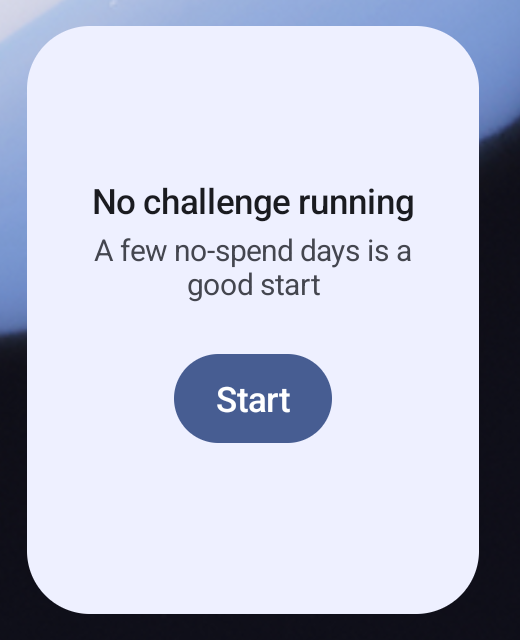 No challenge running
A few no-spend days is a
good start
Start